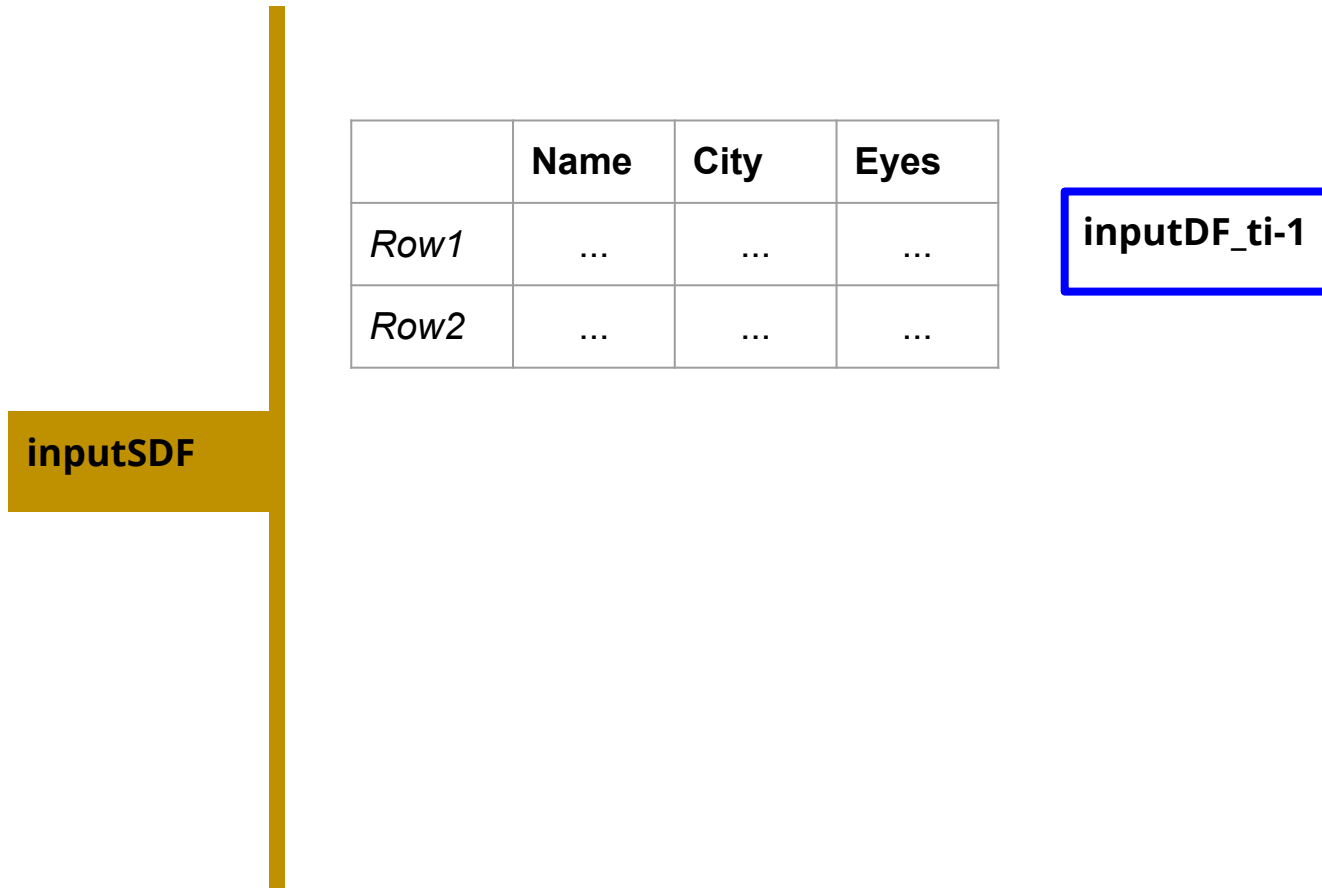 Name City Eyes
Row1 ... ... ...
inputDF_ti-1
Row2 ... ... ...
inputSDF